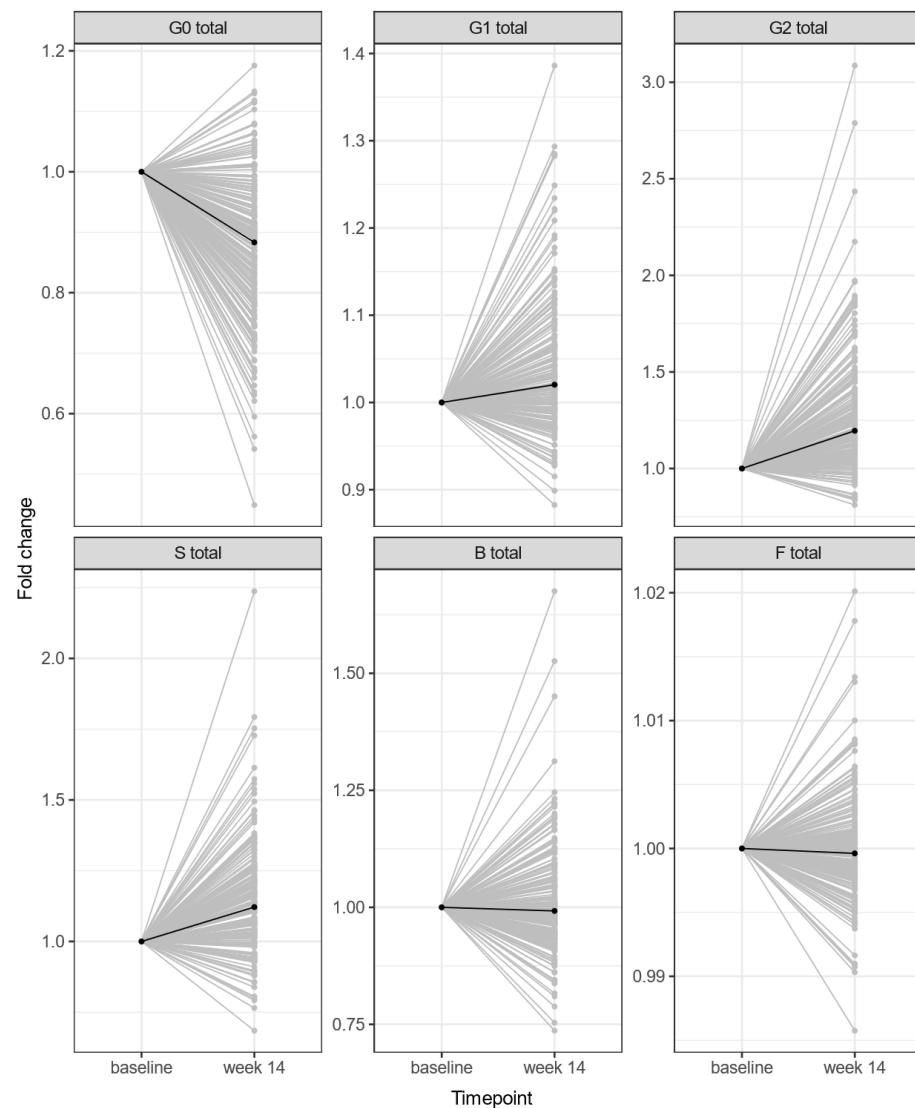 G0 total
G1 total
G2 total
1.2
1.0
0.8
0.6
1.4
1.3
1.2
1.1
1.0
0.9
3.0
2.5
2.0
1.5
1.0
Fold change
S total
B total
F total
2.0
1.5
1.0
1.50
1.25
1.00
0.75
1.02
1.01
1.00
0.99
baseline
week 14
baseline
week 14
baseline
week 14
Timepoint